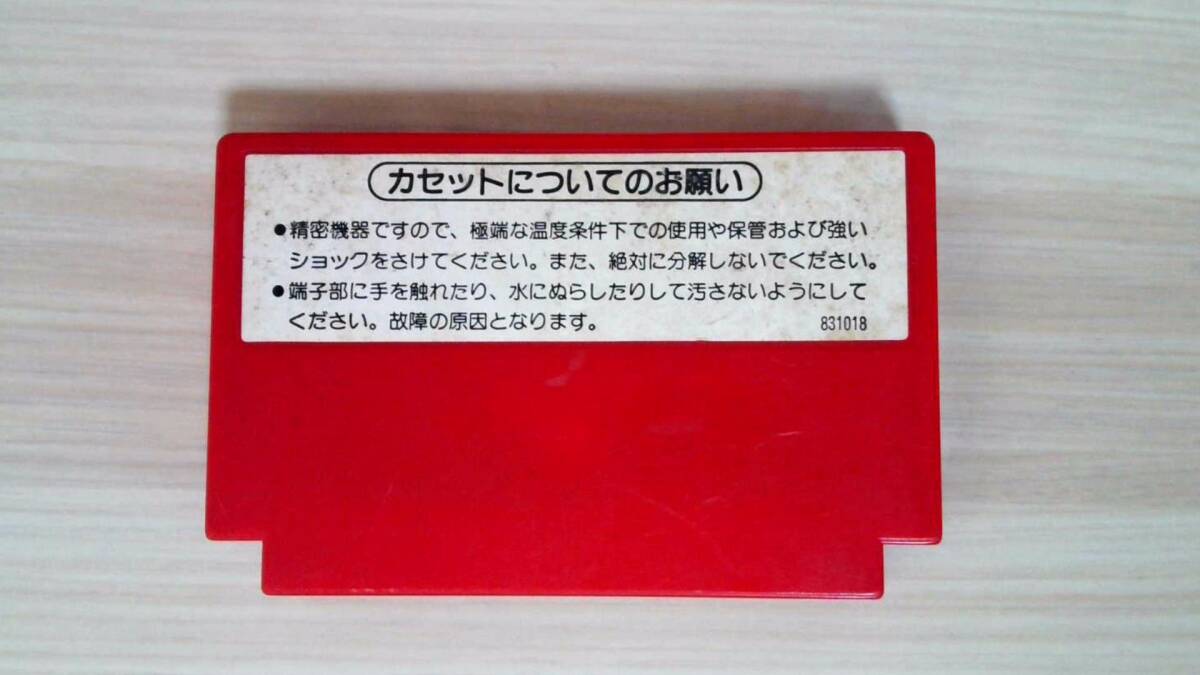 カセットについてのお願い
●精密機器ですので、極端な温度条件下での使用や保管および強い
ショックをさけてください。また、絶対に分解しないでください。
●端子部に手を触れたり、水にぬらしたりして汚さないようにして
ください。故障の原因となります。
831018